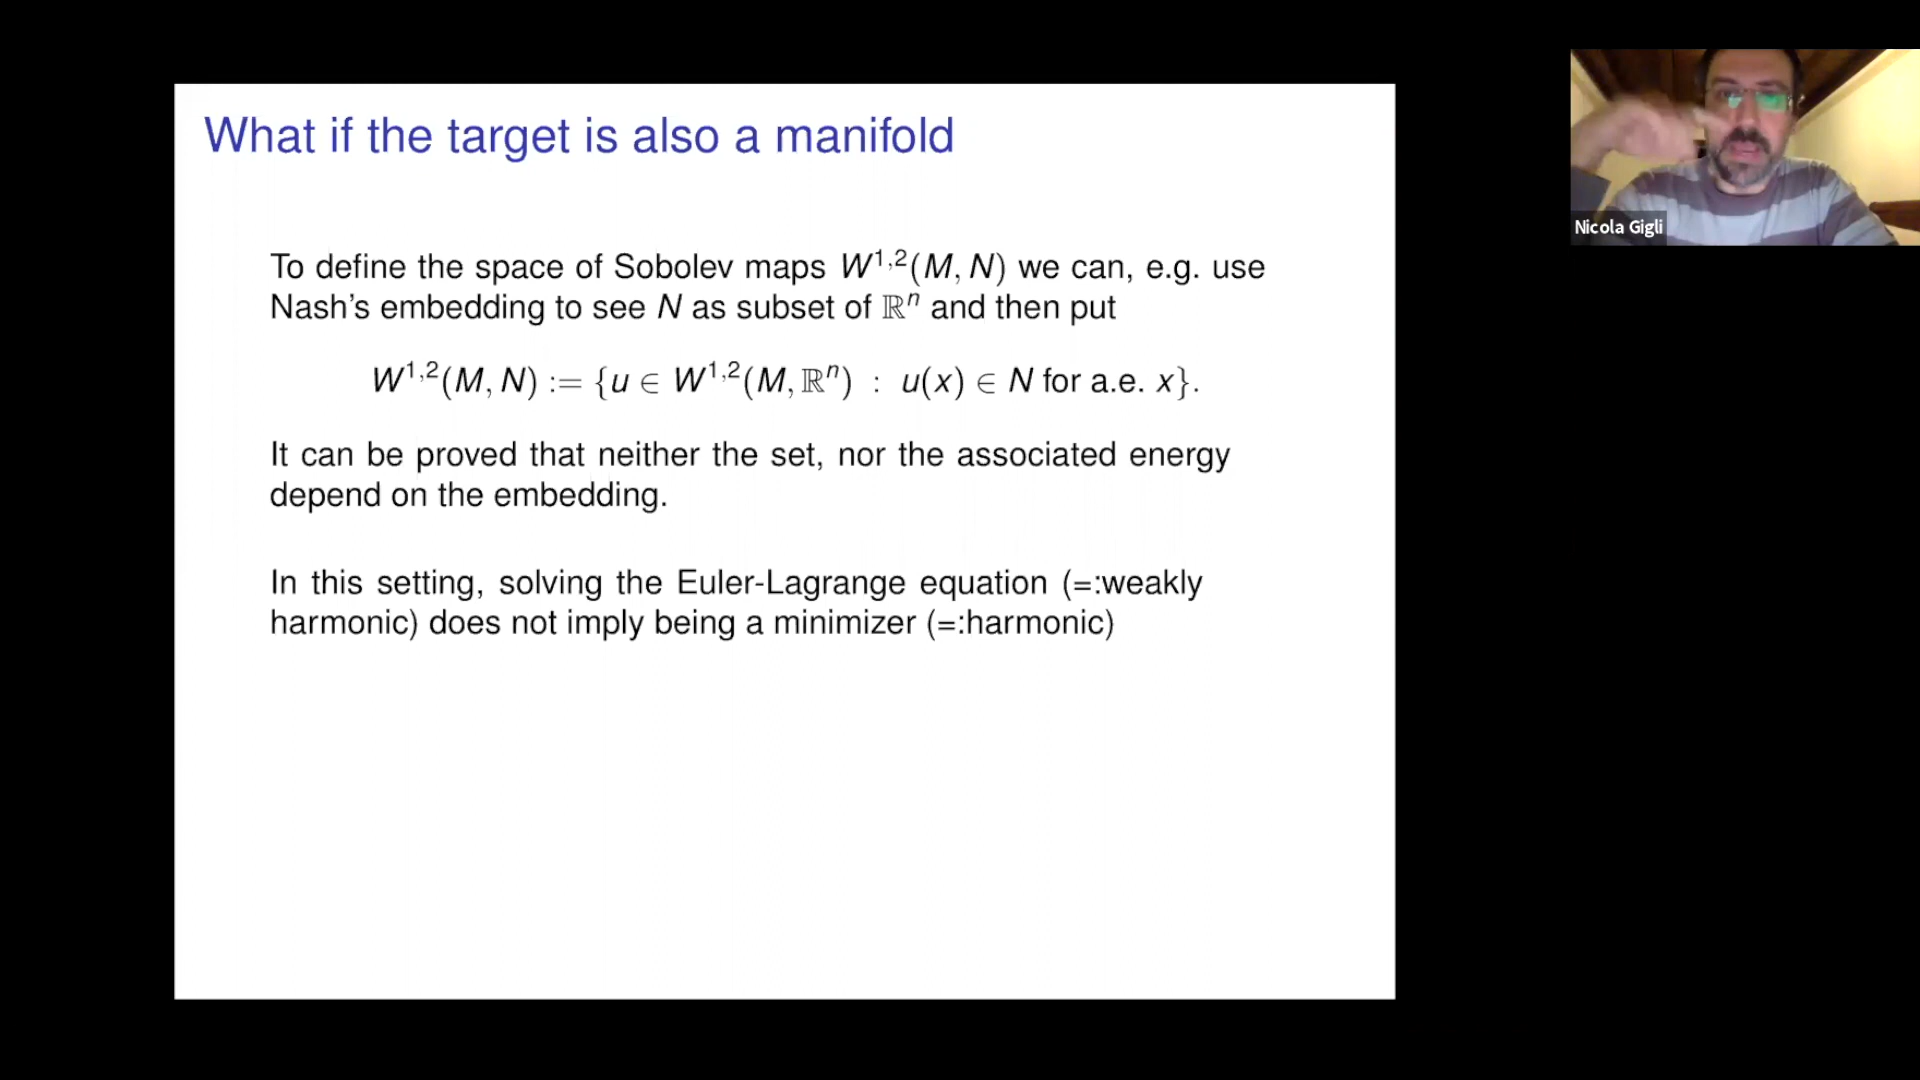 What if the target is also a manifold
To define the space of Sobolev maps W^{1,2}(M, N) we can, e.g. use
Nash's embedding to see N as subset of ℝ^n and then put
W^{1,2}(M, N) := {u ∈ W^{1,2}(M, ℝ^n) : u(x) ∈ N for a.e. x}.
It can be proved that neither the set, nor the associated energy
depend on the embedding.
In this setting, solving the Euler-Lagrange equation (=:weakly
harmonic) does not imply being a minimizer (=:harmonic)
Nicola Gigli